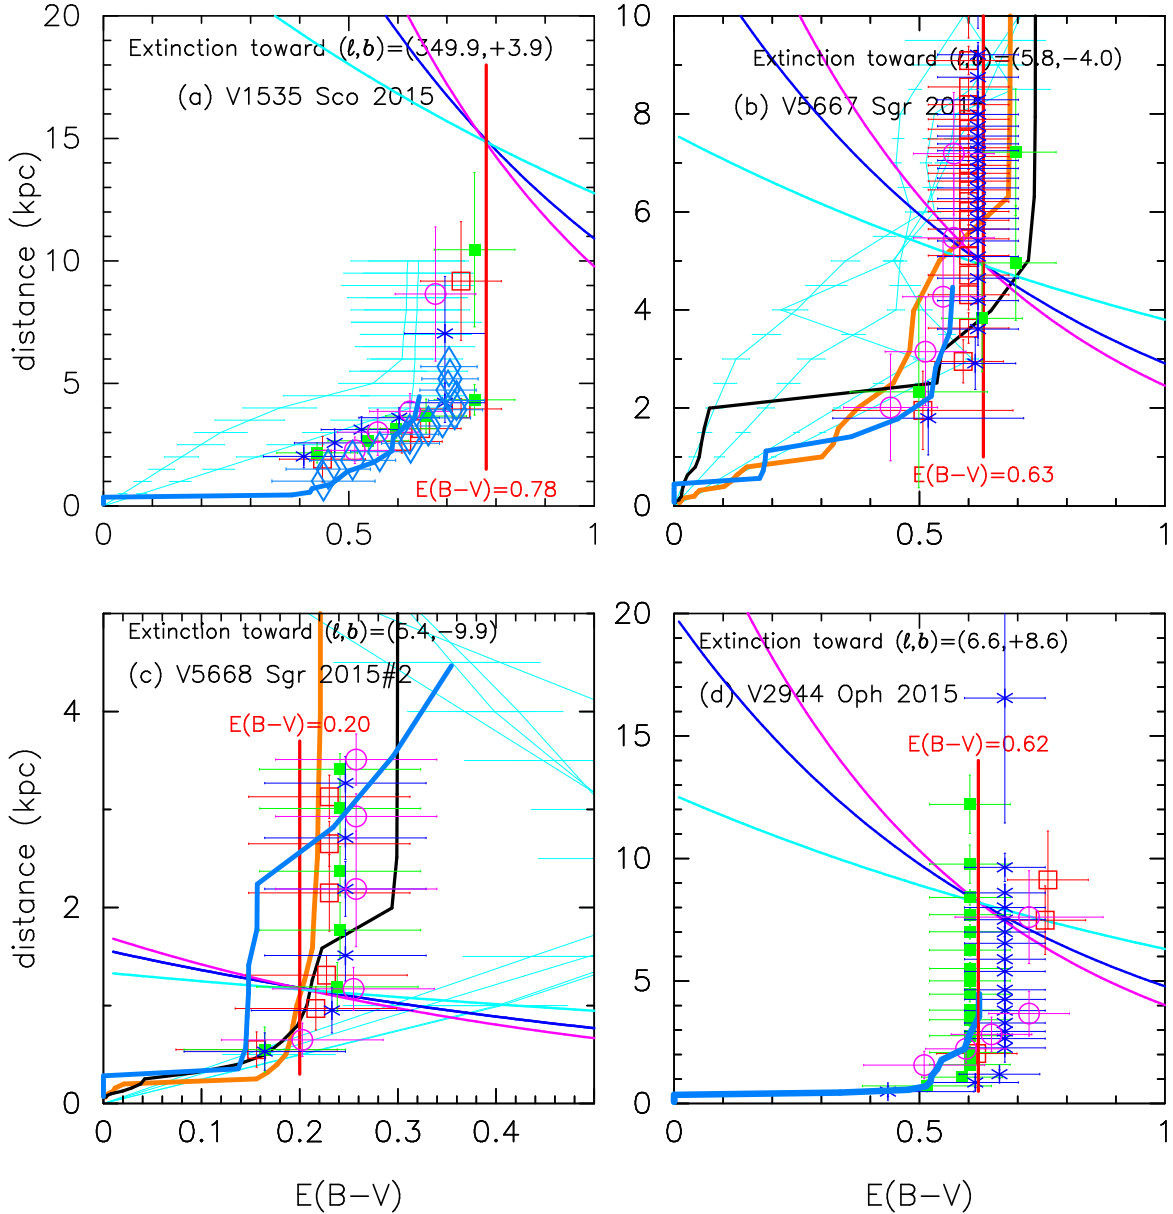 20
15
10
5
0
distance (kpc)
Extinction toward (ℓ,b)=(349.9,+3.9)
(a) V1535 Sco 2015
E(B−V)=0.78
0
0.5
1
10
8
6
4
2
0
Extinction toward (ℓ,b)=(5.8,−4.0)
(b) V5667 Sgr
E(B−V)=0.63
0
0.5
1
4
2
0
distance (kpc)
Extinction toward (ℓ,b)=(5.4,−9.9)
(c) V5668 Sgr 2015#2
E(B−V)=0.20
0
0.1
0.2
0.3
0.4
E(B−V)
20
15
10
5
0
Extinction toward (ℓ,b)=(6.6,+8.6)
(d) V2944 Oph 2015
E(B−V)=0.62
0
0.5
1
E(B−V)